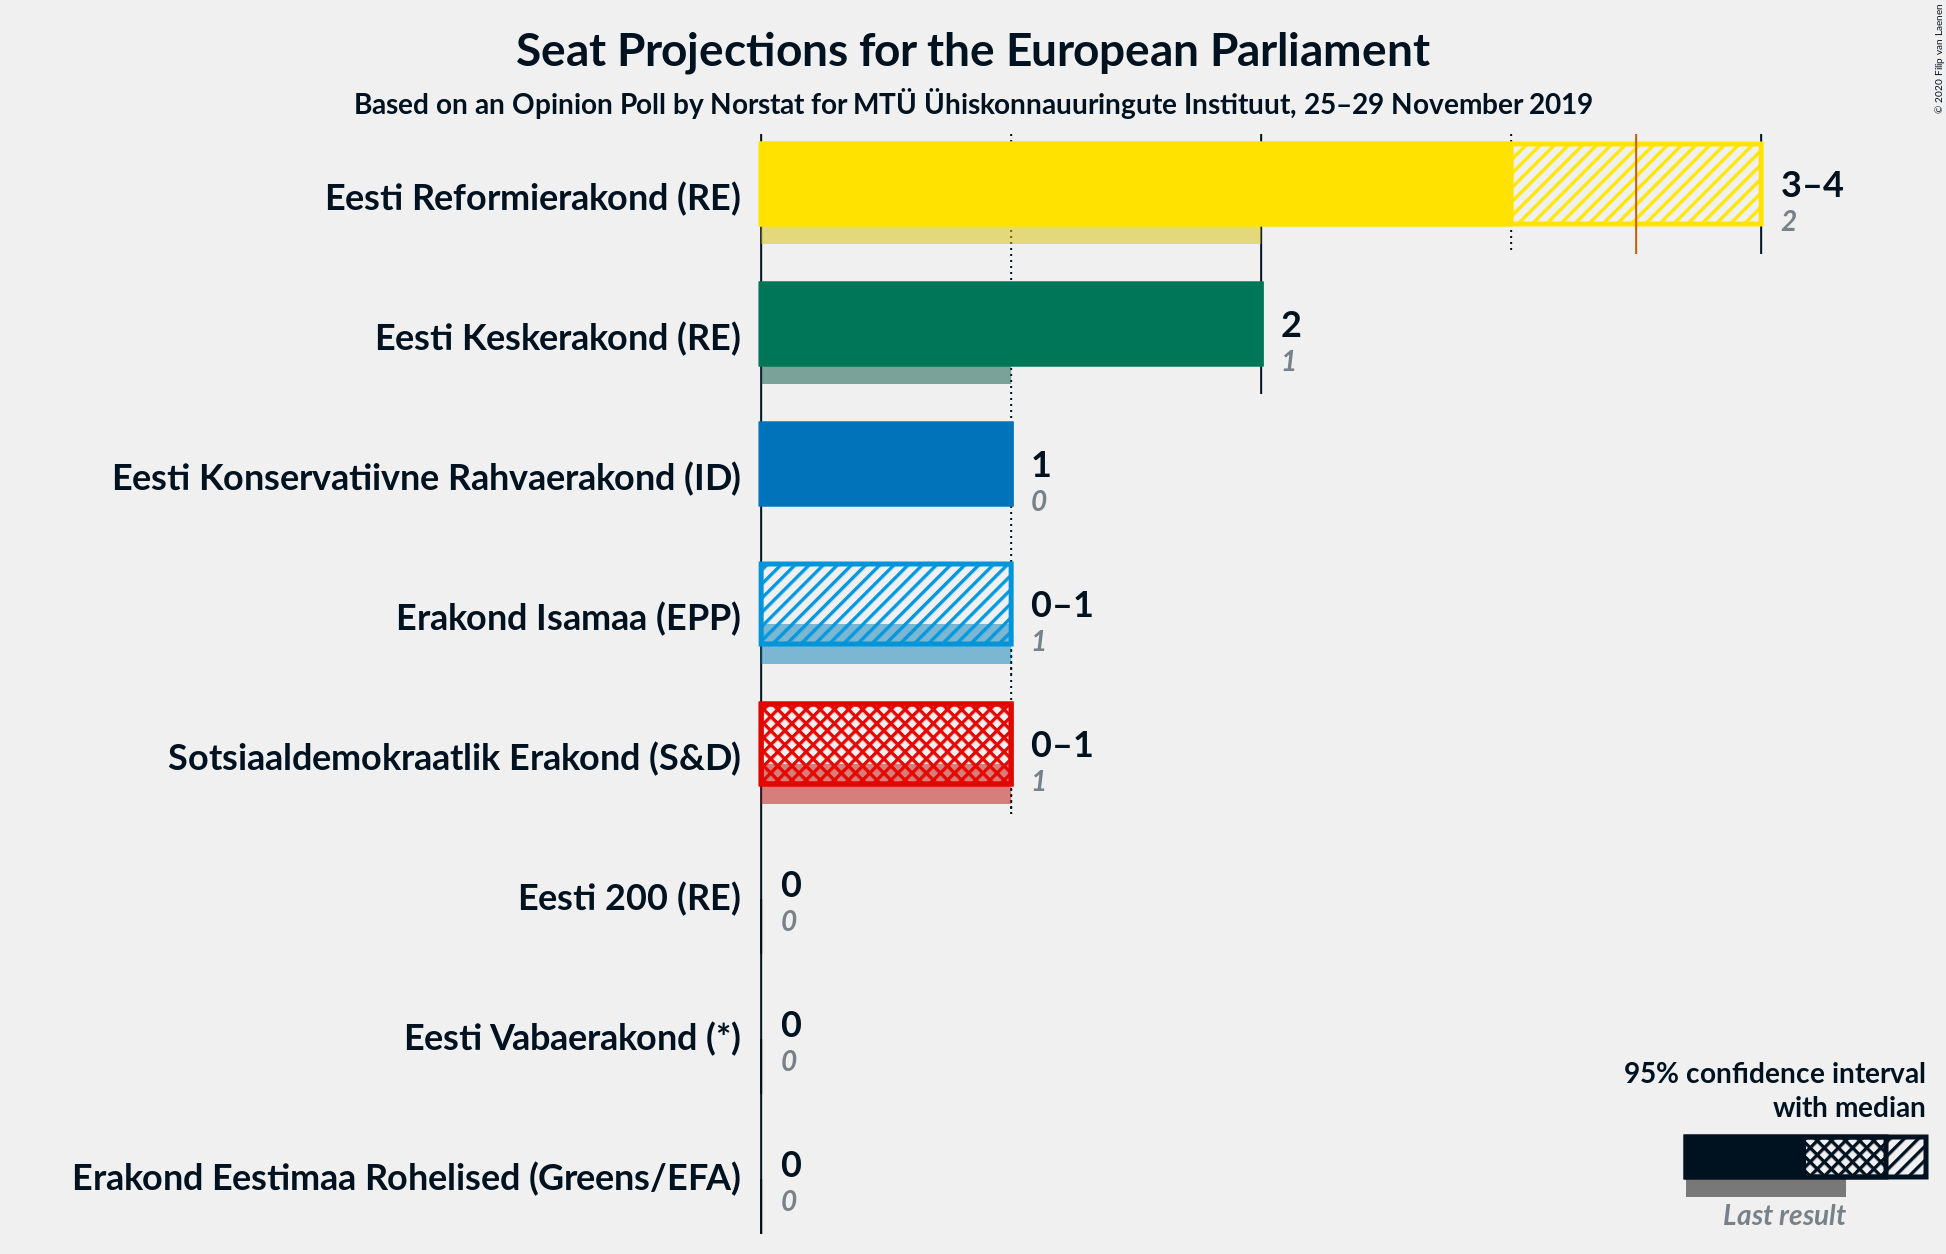 Seat Projections for the European Parliament
Based on an Opinion Poll by Norstat for MTÜ Ühiskonnauuringute Instituut, 25–29 November 2019
© 2020 Filip van Laenen
Eesti Reformierakond (RE)
3–4
2
Eesti Keskerakond (RE)
2
1
Eesti Konservatiivne Rahvaerakond (ID)
1
0
Erakond Isamaa (EPP)
0–1
1
Sotsiaaldemokraatlik Erakond (S&D)
0–1
1
Eesti 200 (RE)
0
0
Eesti Vabaerakond (*)
0
0
Erakond Eestimaa Rohelised (Greens/EFA)
0
0
95% confidence interval
with median
Last result